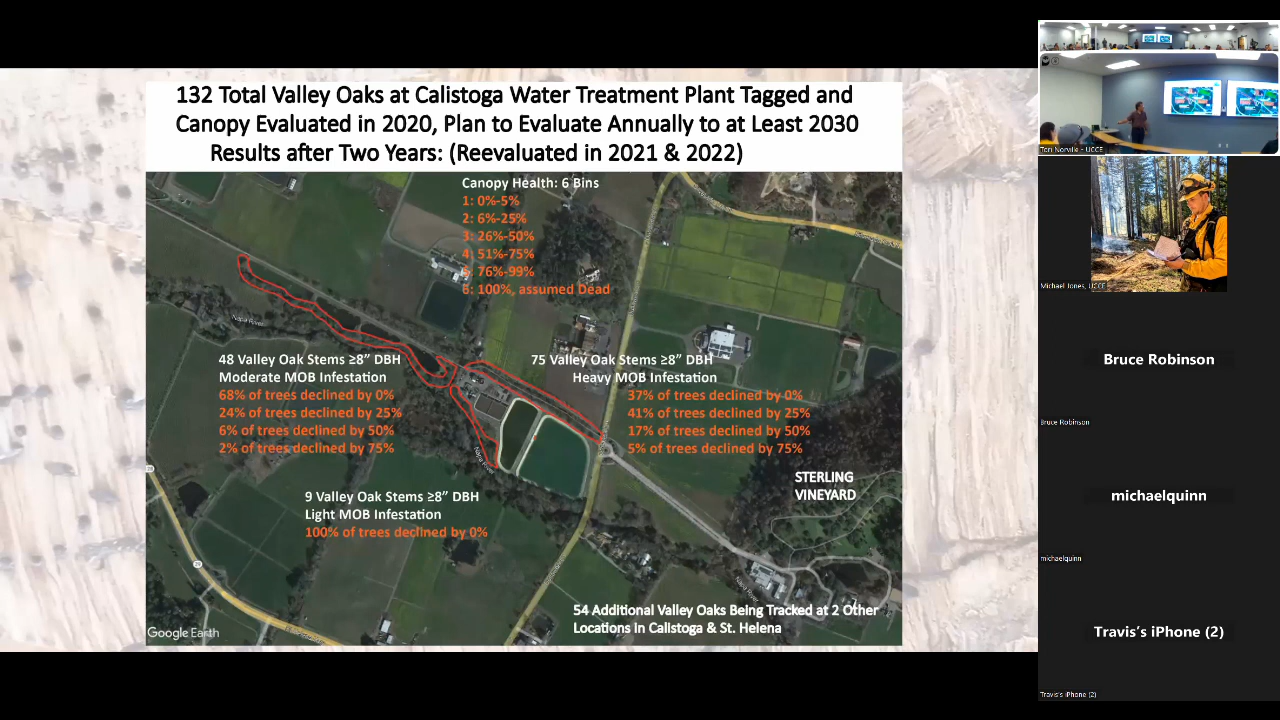 132 Total Valley Oaks at Calistoga Water Treatment Plant Tagged and
Canopy Evaluated in 2020, Plan to Evaluate Annually to at Least 2030
Results after Two Years: (Reevaluated in 2021 & 2022)
Canopy Health: 6 Bins
1: 0%-5%
2: 6%-25%
3: 26%-50%
4: 51%-75%
5: 76%-99%
6: 100%, assumed Dead
Napa River
48 Valley Oak Stems ≥8” DBH
Moderate MOB Infestation
68% of trees declined by 0%
24% of trees declined by 25%
6% of trees declined by 50%
2% of trees declined by 75%
75 Valley Oak Stems ≥8” DBH
Heavy MOB Infestation
37% of trees declined by 0%
41% of trees declined by 25%
17% of trees declined by 50%
5% of trees declined by 75%
Napa River
STERLING
VINEYARD
9 Valley Oak Stems ≥8” DBH
Light MOB Infestation
100% of trees declined by 0%
Napa River
54 Additional Valley Oaks Being Tracked at 2 Other
Locations in Calistoga & St. Helena
Google Earth
Tori Norville - UCCE
Michael Jones, UCCE
Bruce Robinson
Bruce Robinson
michaelquinn
michaelquinn
Travis’s iPhone (2)
Travis's iPhone (2)